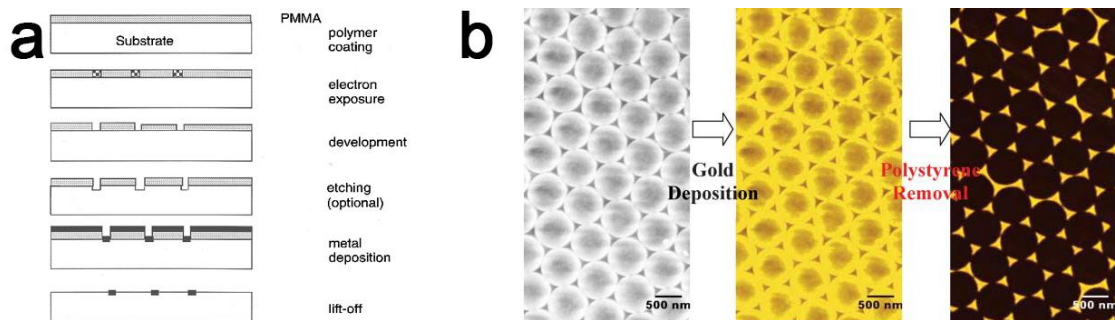 a
PMMA
polymer
coating
Substrate
electron
exposure
development
etching
(optional)
metal
deposition
lift-off
b
Gold
Deposition
Polystyrene
Removal
500 nm
500 nm
500 nm